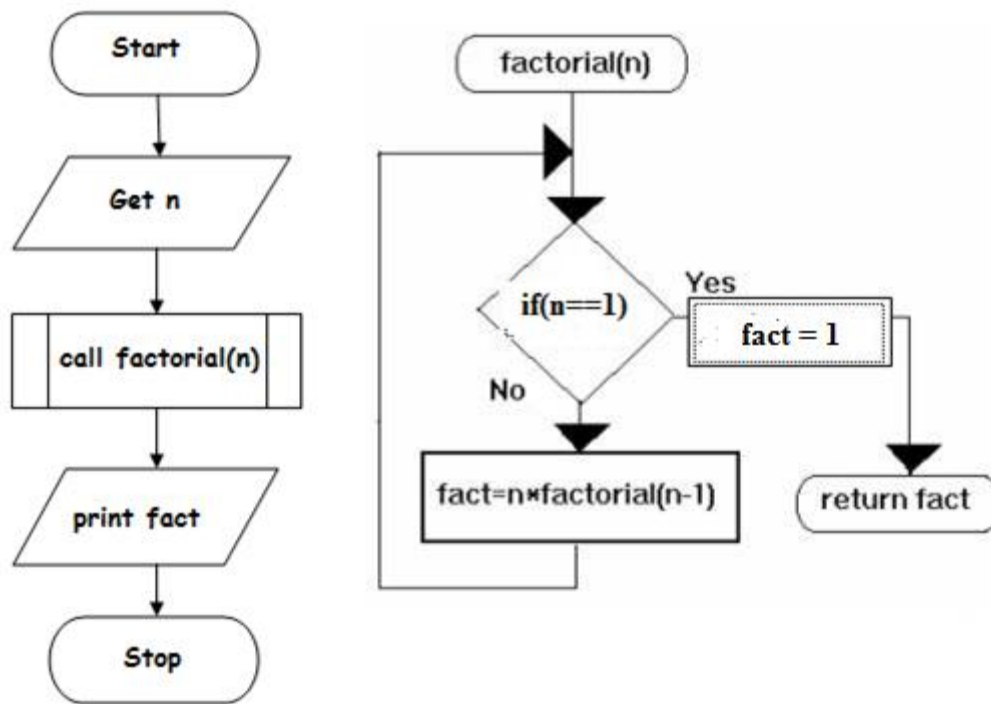 Start
Get n
call factorial(n)
print fact
Stop
factorial(n)
if(n==1)
Yes
fact = 1
No
fact=n*factorial(n-1)
return fact